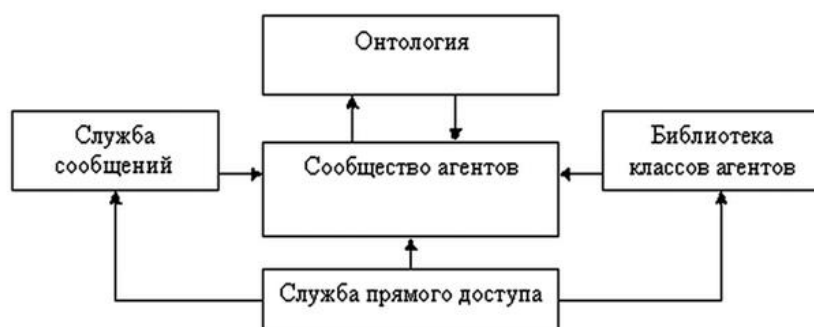 Онтология
Служба
сообщений
Сообщество агентов
Библиотека
классов агентов
Служба прямого доступа